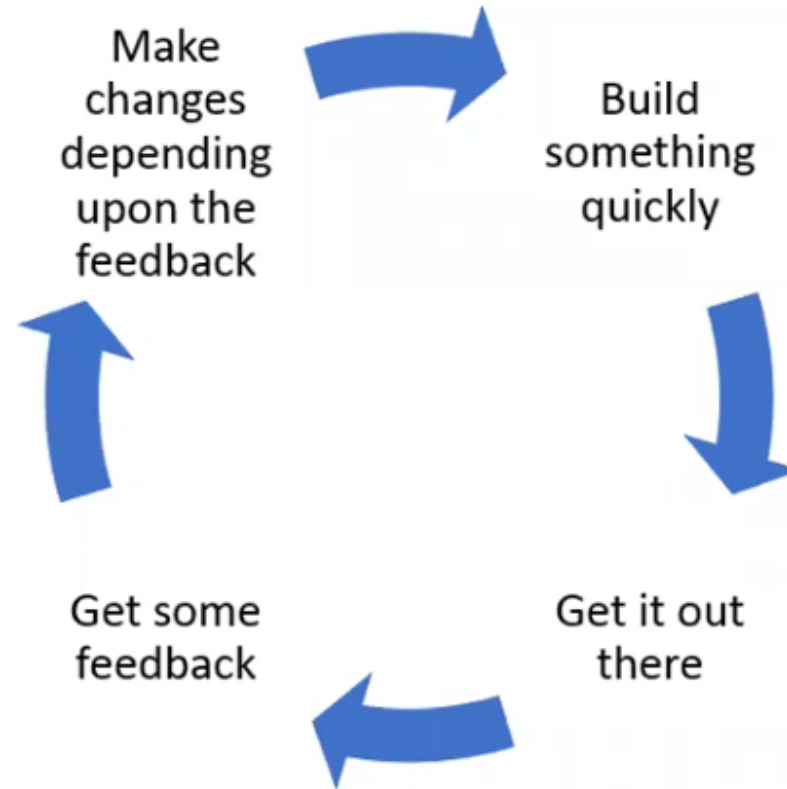 Make
changes
depending
upon the
feedback
Build
something
quickly
Get some
feedback
Get it out
there